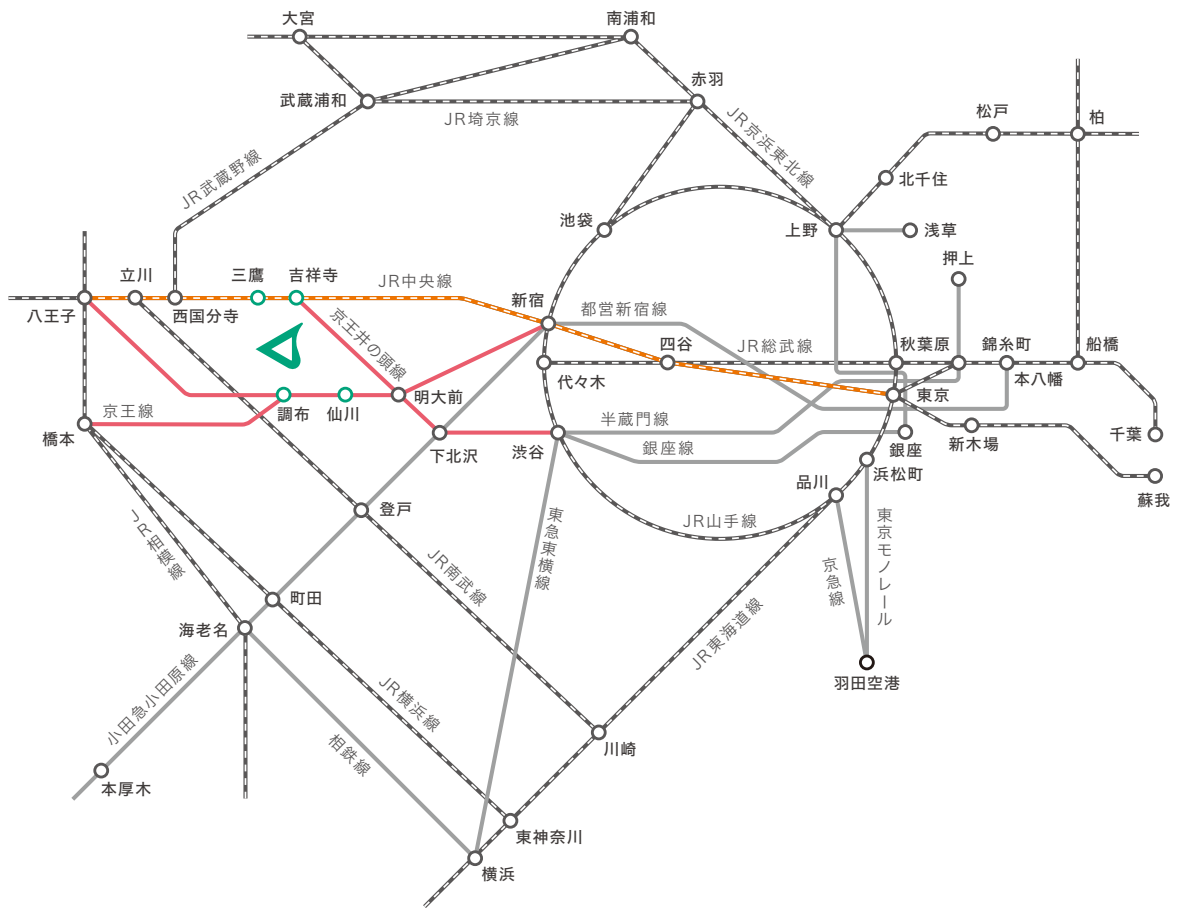 大宮
南浦和
武蔵浦和
赤羽
JR埼京線
JR京浜東北線
松戸
柏
JR武蔵野線
北千住
池袋
上野
浅草
押上
立川
三鷹
吉祥寺
JR中央線
八王子
西国分寺
新宿
都営新宿線
京王井の頭線
四谷
JR総武線
秋葉原
錦糸町
船橋
代々木
本八幡
東京
京王線
調布
仙川
明大前
橋本
下北沢
渋谷
半蔵門線
銀座線
銀座
新木場
千葉
浜松町
品川
蘇我
登戸
JR山手線
東急東横線
東京モノレール
京急線
JR相模線
JR南武線
町田
海老名
JR東海道線
羽田空港
小田急小田原線
JR横浜線
相鉄線
川崎
本厚木
東神奈川
横浜